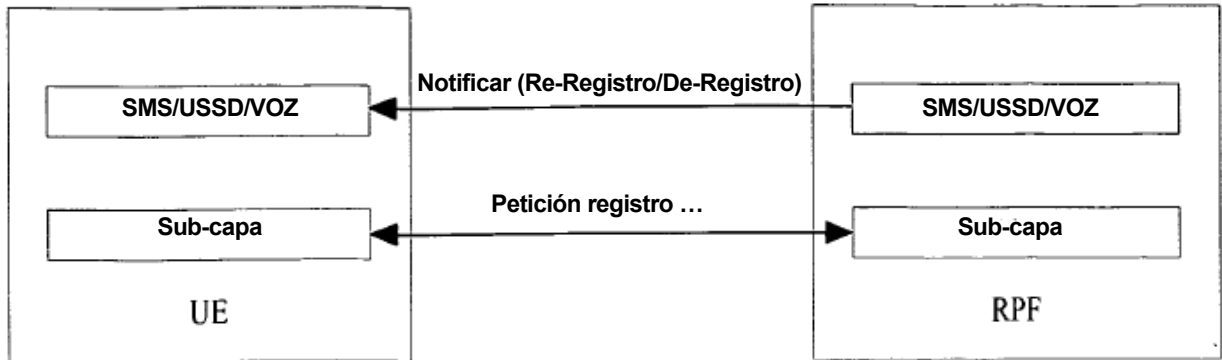 Notificar (Re-Registro/De-Registro)
SMS/USSD/VOZ
SMS/USSD/VOZ
Petición registro ...
Sub-capa
Sub-capa
UE
RPF